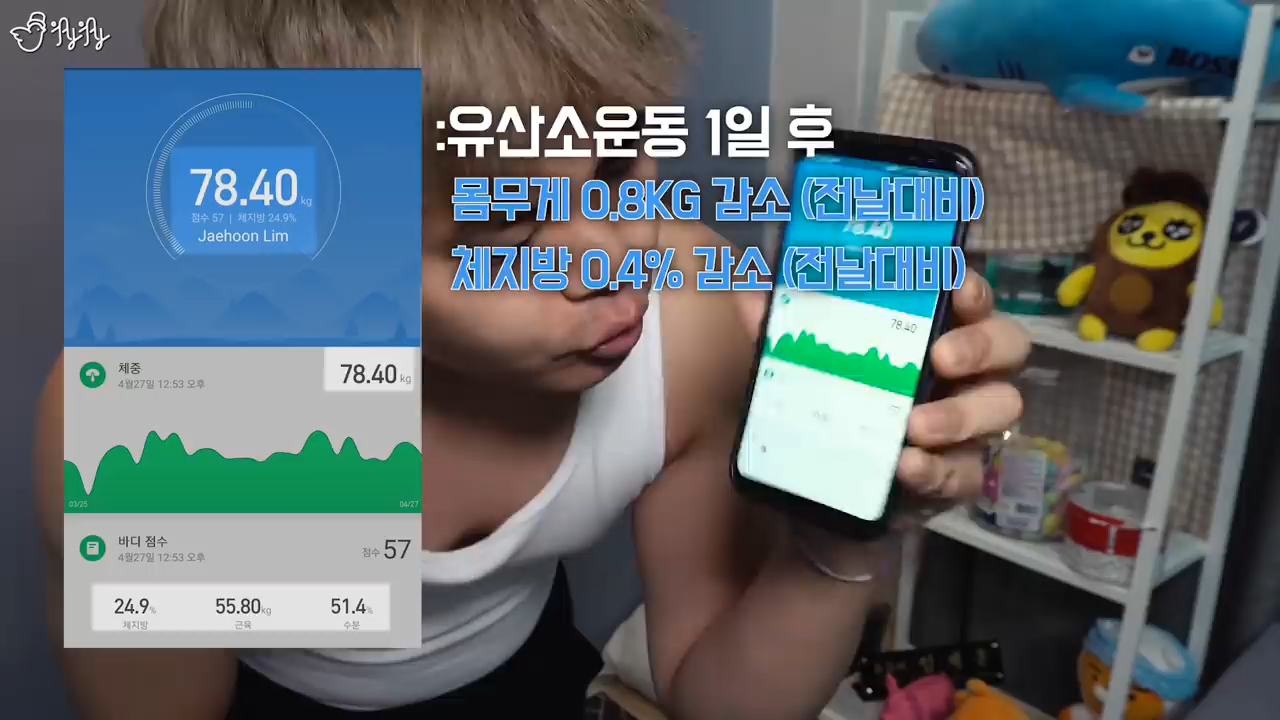 78.40 kg
점수 57 | 체지방 24.9%
Jaehoon Lim
:유산소운동 1일 후
몸무게 0.8KG 감소 (전날대비)
체지방 0.4% 감소 (전날대비)
체중
4월27일 12:53 오후
78.40 kg
03/25
04/27
바디 점수
4월27일 12:53 오후
점수 57
24.9% 55.80kg 51.4%
체지방 근육 수분
78.40
78.40
BOSS